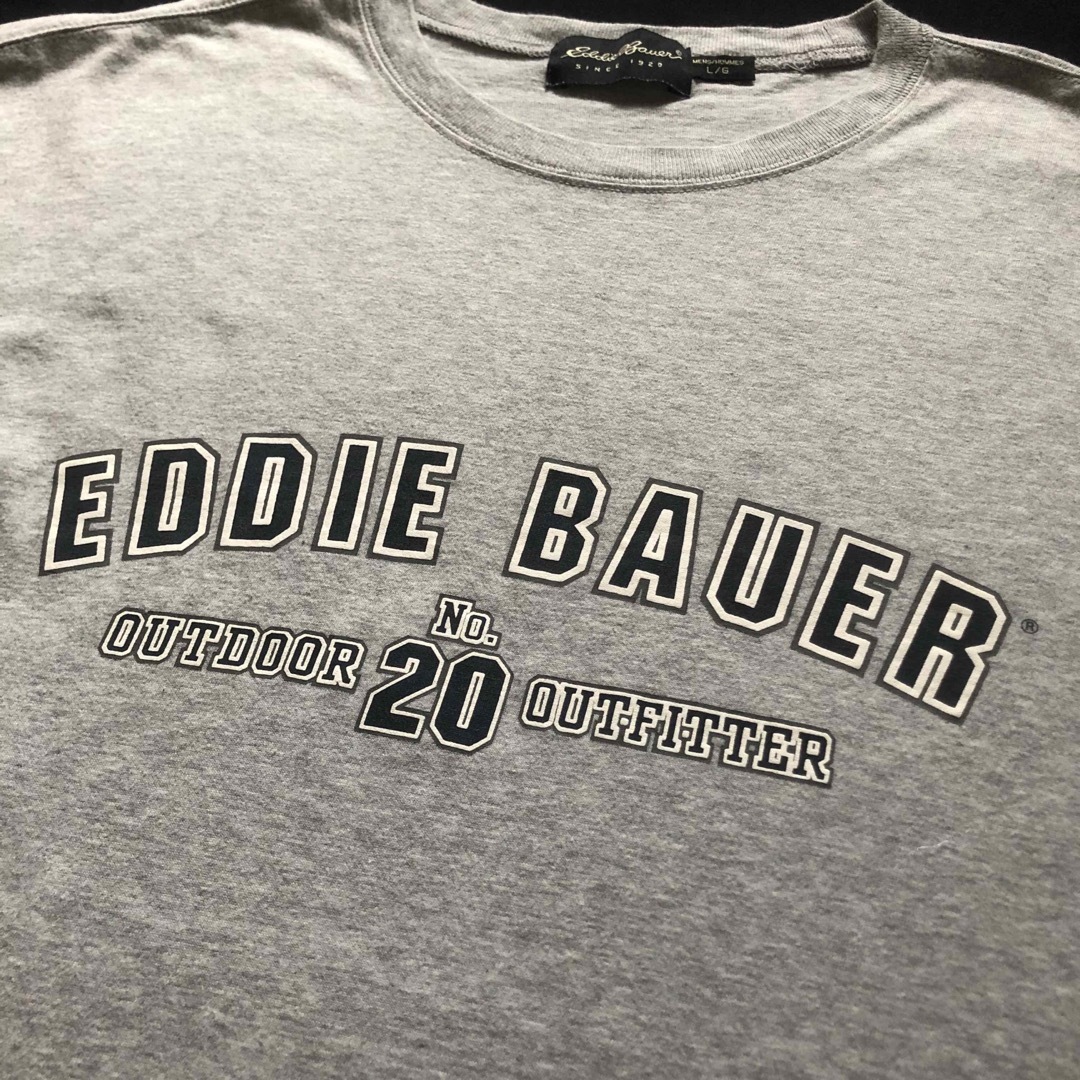 Eddie Bauer®
SINCE 1920
MENS/HOMMES
L/G
EDDIE BAUER®
No.
OUTDOOR 20 OUTFITTER